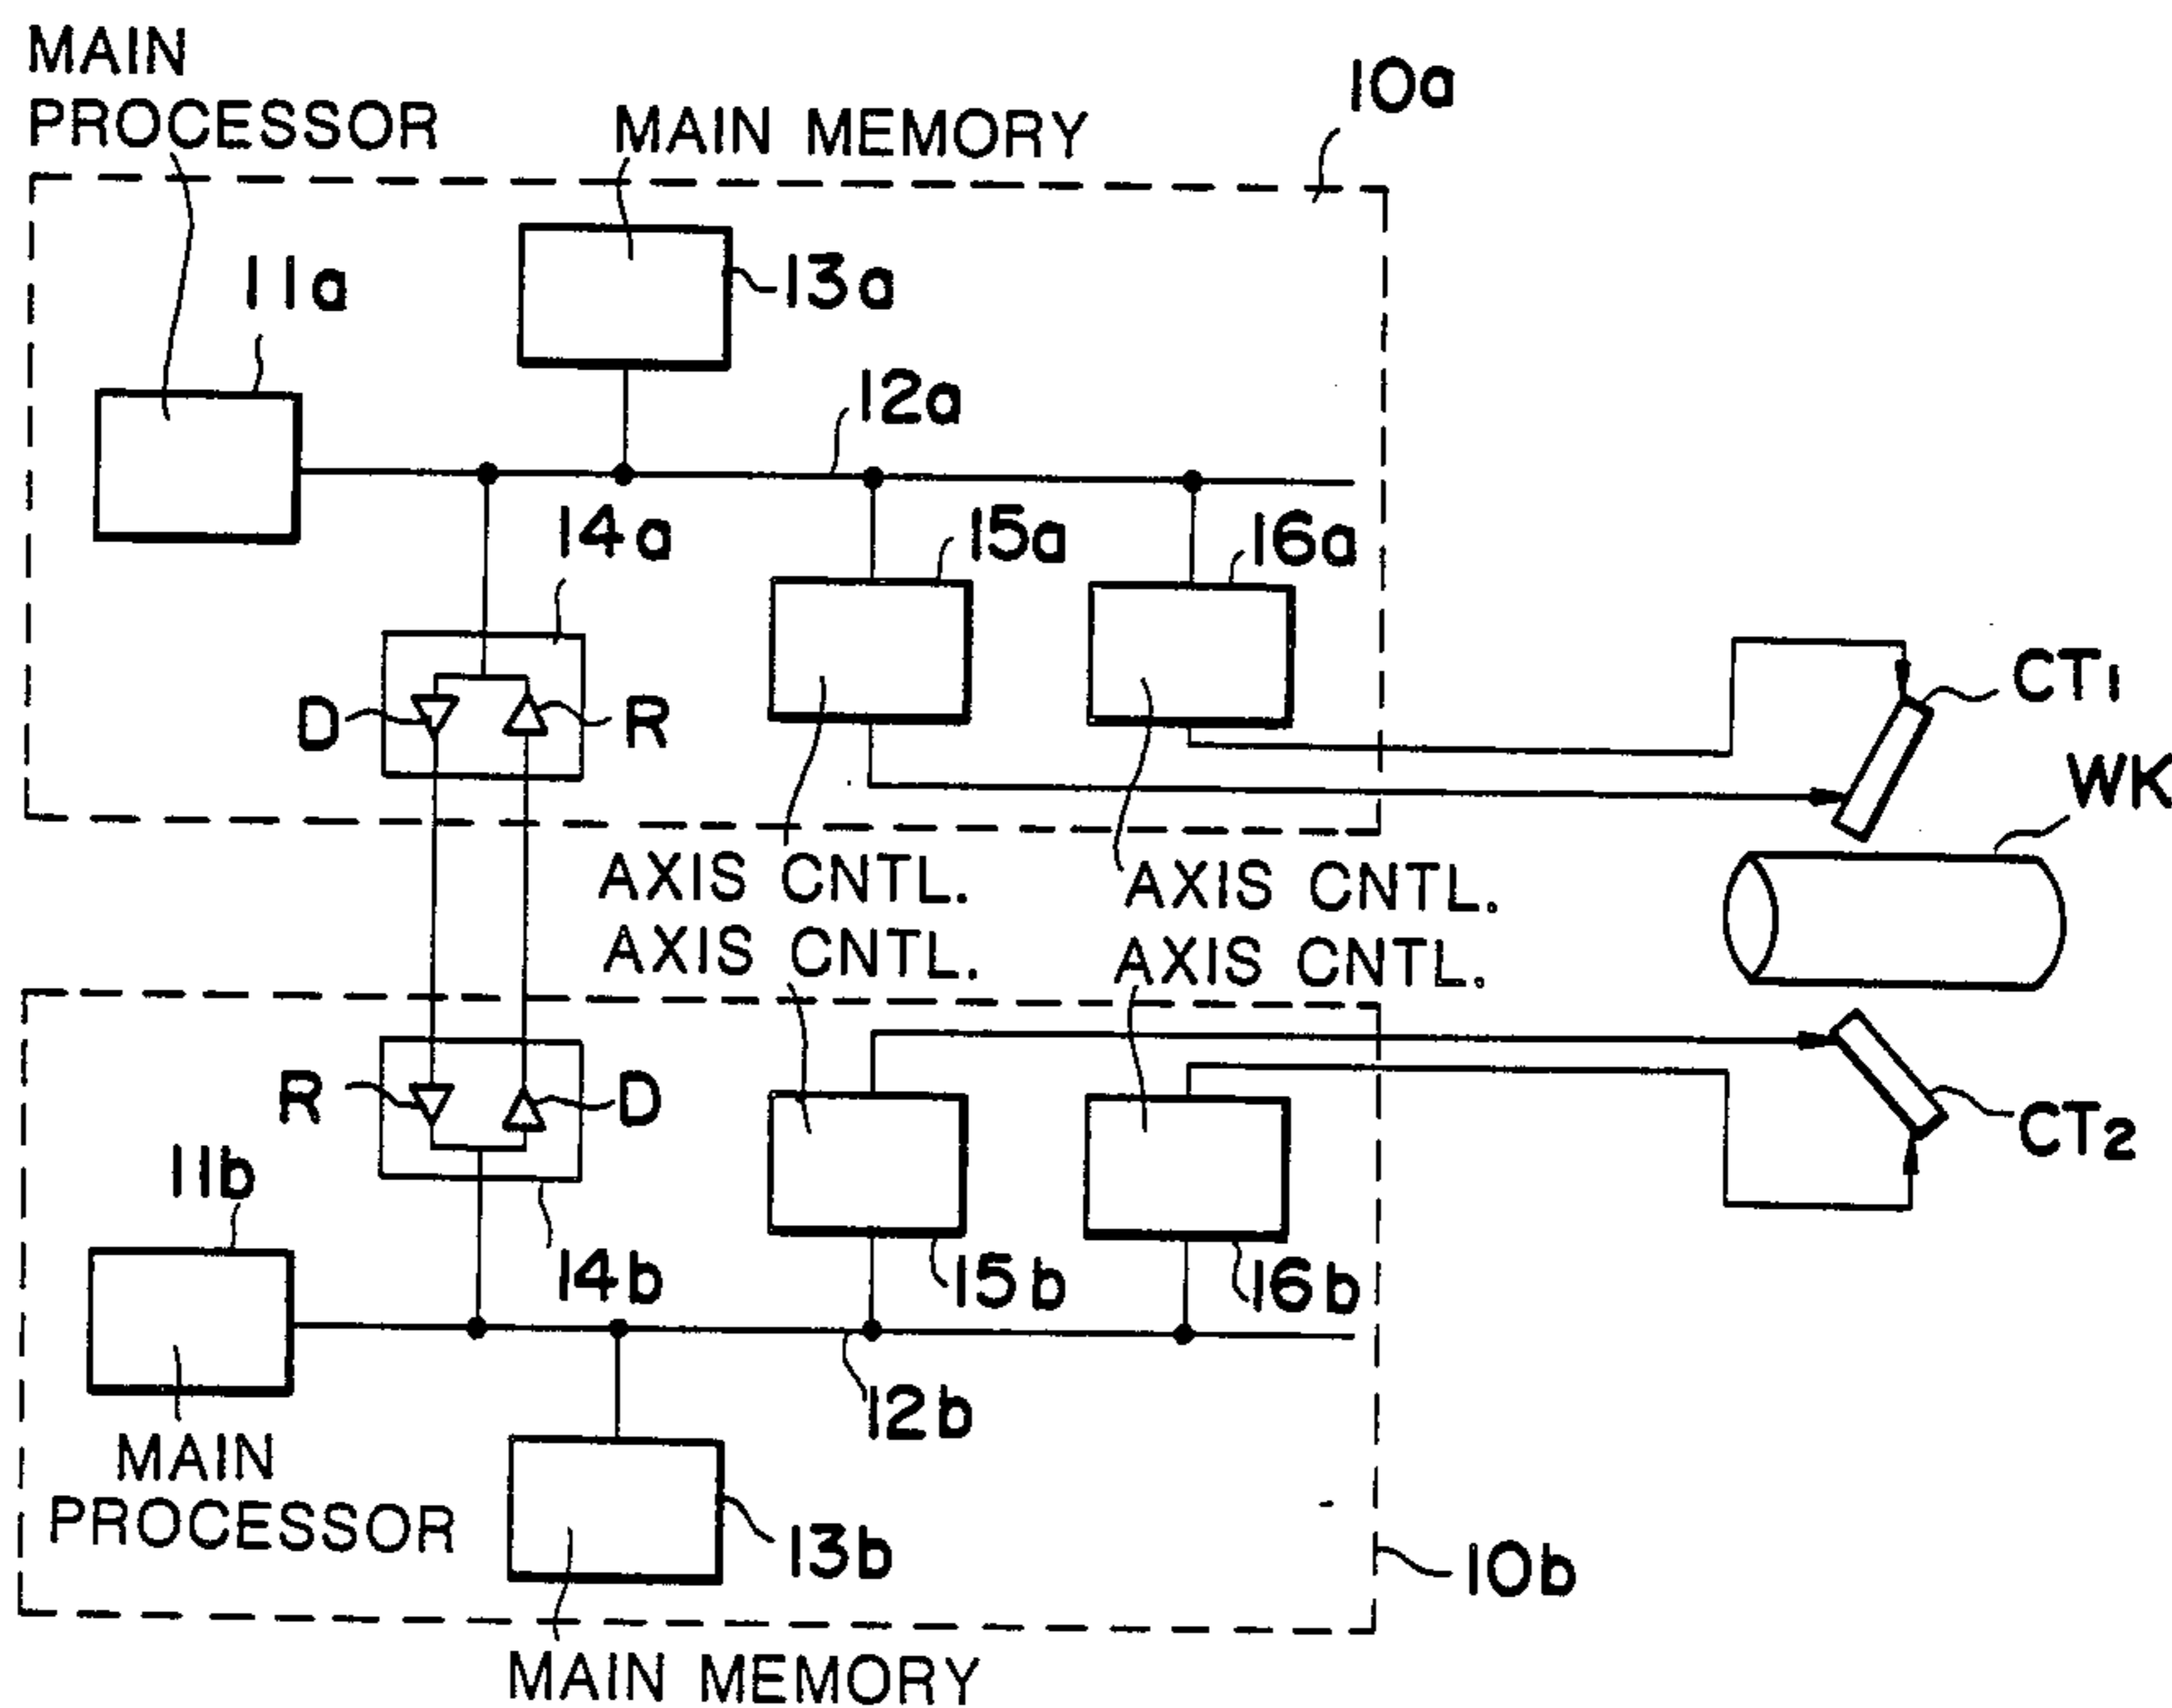 MAIN
PROCESSOR
MAIN MEMORY
10a
11a
13a
12a
14a
15a
16a
D
R
CT1
WK
AXIS CNTL.
AXIS CNTL.
AXIS CNTL.
AXIS CNTL.
R
D
CT2
11b
14b
15b
16b
12b
MAIN
PROCESSOR
13b
10b
MAIN MEMORY